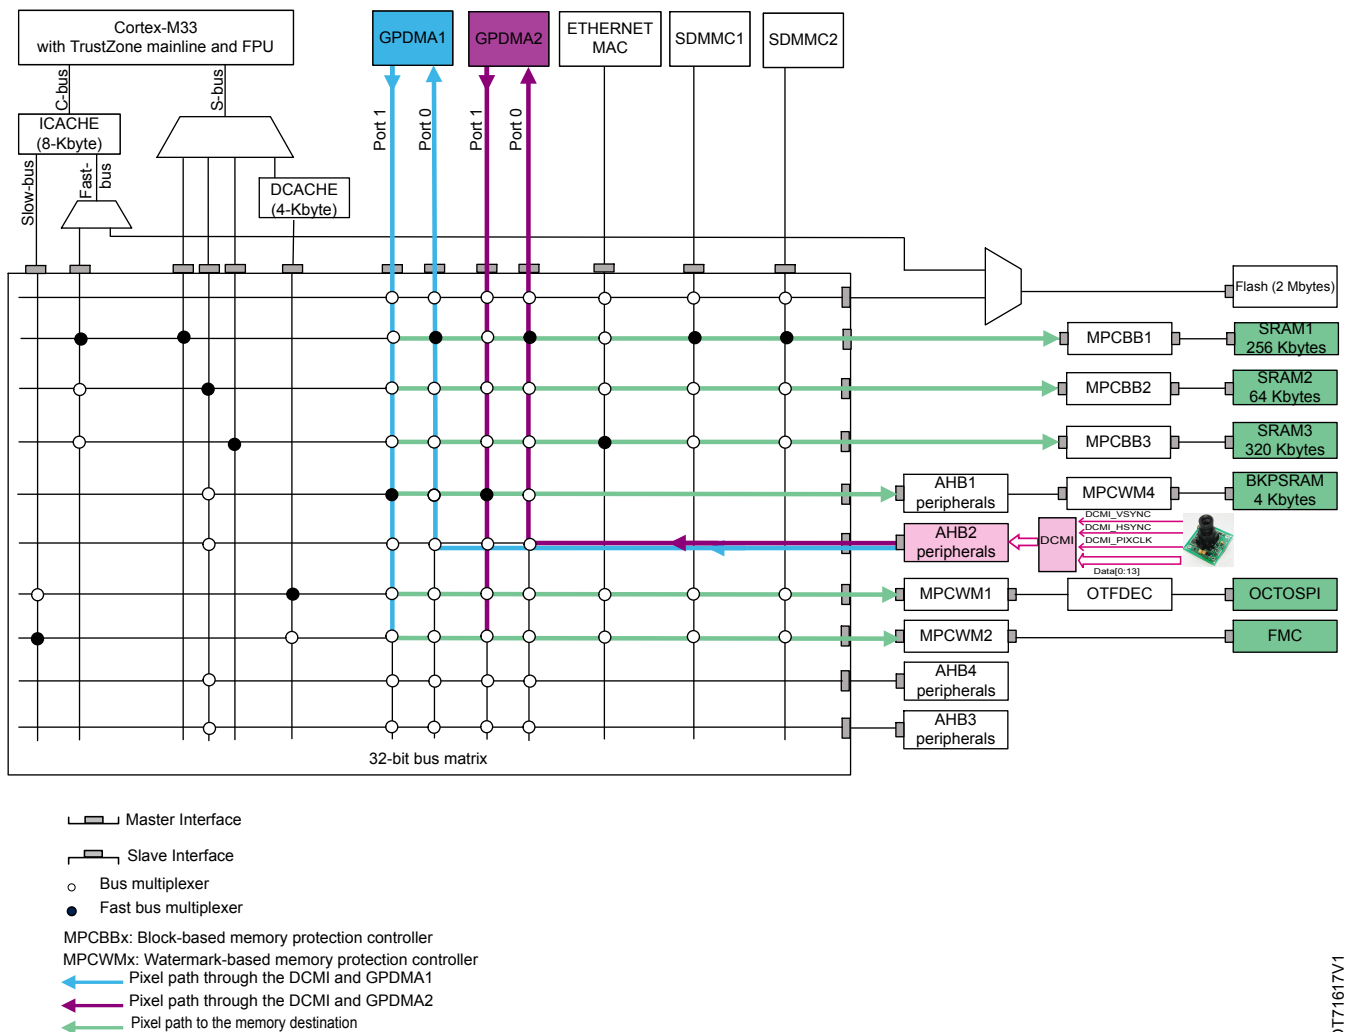 Cortex-M33
with TrustZone mainline and FPU
GPDMA1
GPDMA2
ETHERNET
MAC
SDMMC1
SDMMC2
C-bus
S-bus
ICACHE
(8-Kbyte)
Port 1
Port 0
Port 1
Port 0
Slow-bus
Fast-
bus
DCACHE
(4-Kbyte)
Flash (2 Mbytes)
MPCBB1
SRAM1
256 Kbytes
MPCBB2
SRAM2
64 Kbytes
MPCBB3
SRAM3
320 Kbytes
AHB1
peripherals
MPCWM4
BKPSRAM
4 Kbytes
AHB2
peripherals
DCMI
DCMI_VSYNC
DCMI_HSYNC
DCMI_PIXCLK
Data[0:13]
MPCWM1
OTFDEC
OCTOSPI
MPCWM2
FMC
AHB4
peripherals
AHB3
peripherals
32-bit bus matrix
Master Interface
Slave Interface
Bus multiplexer
Fast bus multiplexer
MPCBBx: Block-based memory protection controller
MPCWMx: Watermark-based memory protection controller
Pixel path through the DCMI and GPDMA1
Pixel path through the DCMI and GPDMA2
Pixel path to the memory destination
DT71617V1